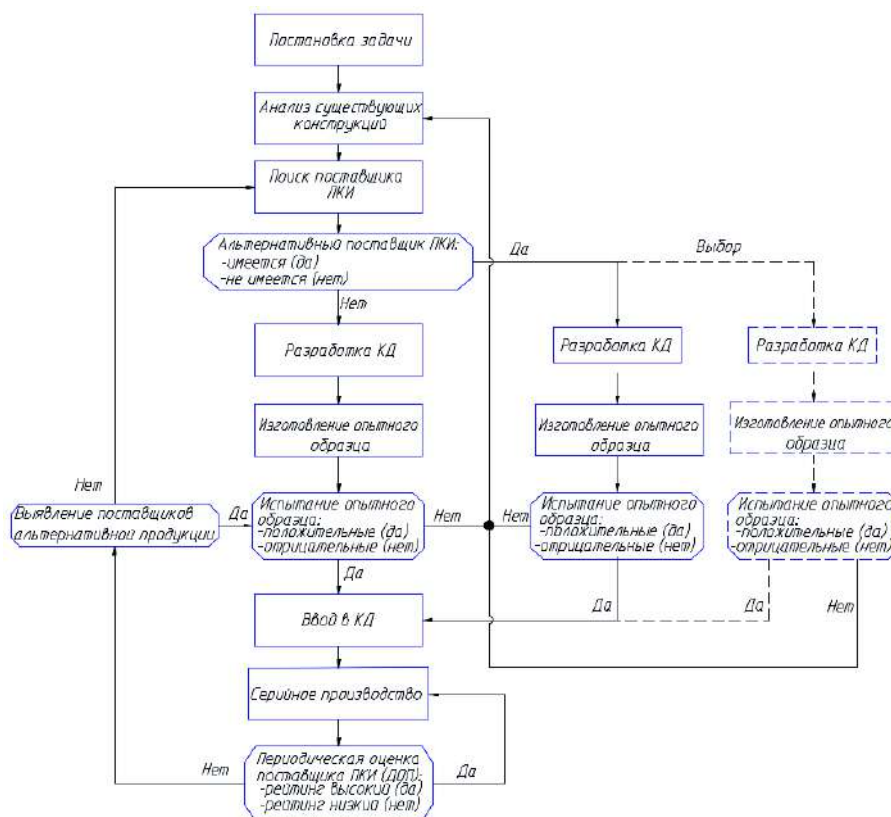 Постановка задачи
Анализ существующих
конструкций
Поиск поставщика
ПКИ
Альтернативный поставщик ПКИ:
-имеется (да)
-не имеется (нет)
Да
Выбор
Нет
Разработка КД
Разработка КД
Разработка КД
Изготовление опытного
образца
Изготовление опытного
образца
Изготовление опытного
образца
Нет
Выявление поставщиков
альтернативной продукции
Да
Испытание опытного
образца:
-положительные (да)
-отрицательные (нет)
Нет
Нет
Испытание опытного
образца:
-положительные (да)
-отрицательные (нет)
Испытание опытного
образца:
-положительные (да)
-отрицательные (нет)
Да
Да
Да
Нет
Ввод в КД
Серийное производство
Нет
Периодическая оценка
поставщика ПКИ (ДОП):
-рейтинг высокий (да)
-рейтинг низкий (нет)
Да